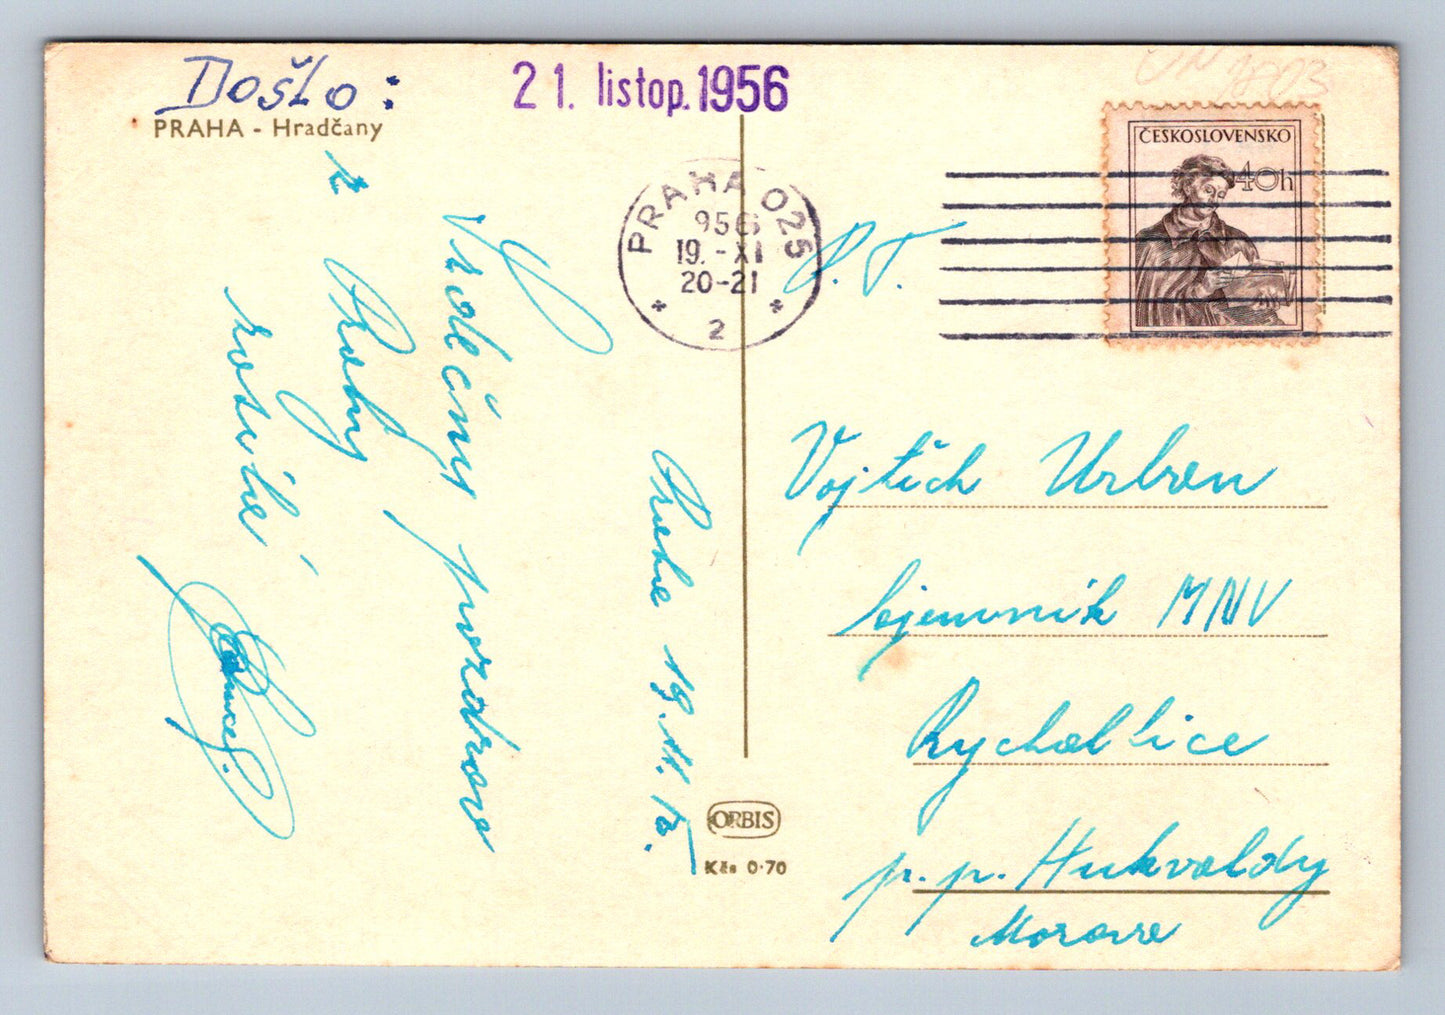 Došlo:
21. listop. 1956
PRAHA - Hradčany
ČESKOSLOVENSKO
40h
PRAHA 025
956
19. - XI
20-21
* 2 *
P. T.
Vojtěch Urban
tajemník MNV
Rychaltice
p. p. Hukvaldy
Morava
Praha 19. XI.
Srdečný pozdrav
z Prahy
zasílá
ORBIS
Kčs 0·70